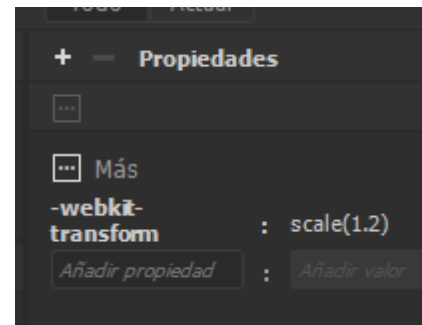 Todo Actual
+ − Propiedades
Más
-webkit-
transform : scale(1.2)
Añadir propiedad : Añadir valor